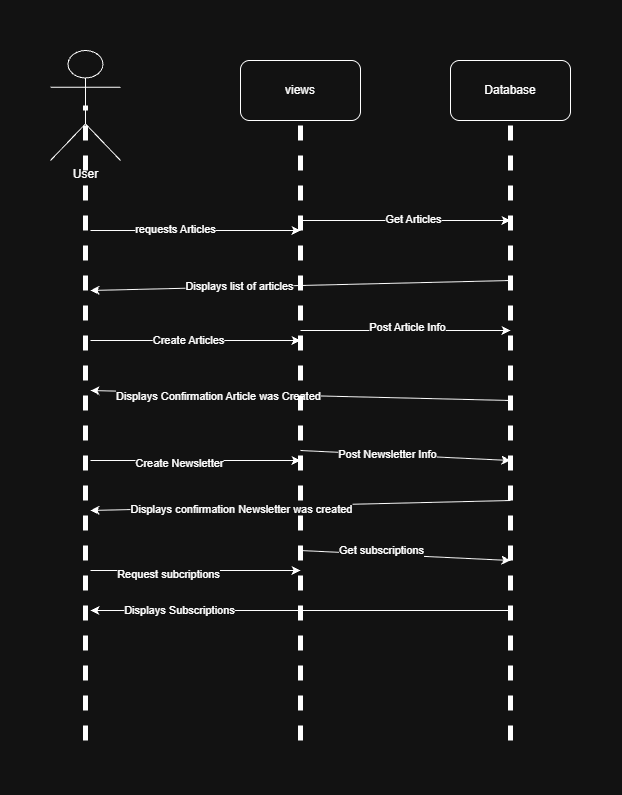 views
Database
User
Get Articles
requests Articles
Displays list of articles
Post Article Info
Create Articles
Displays Confirmation Article was Created
Post Newsletter Info
Create Newsletter
Displays confirmation Newsletter was created
Get subscriptions
Request subcriptions
Displays Subscriptions